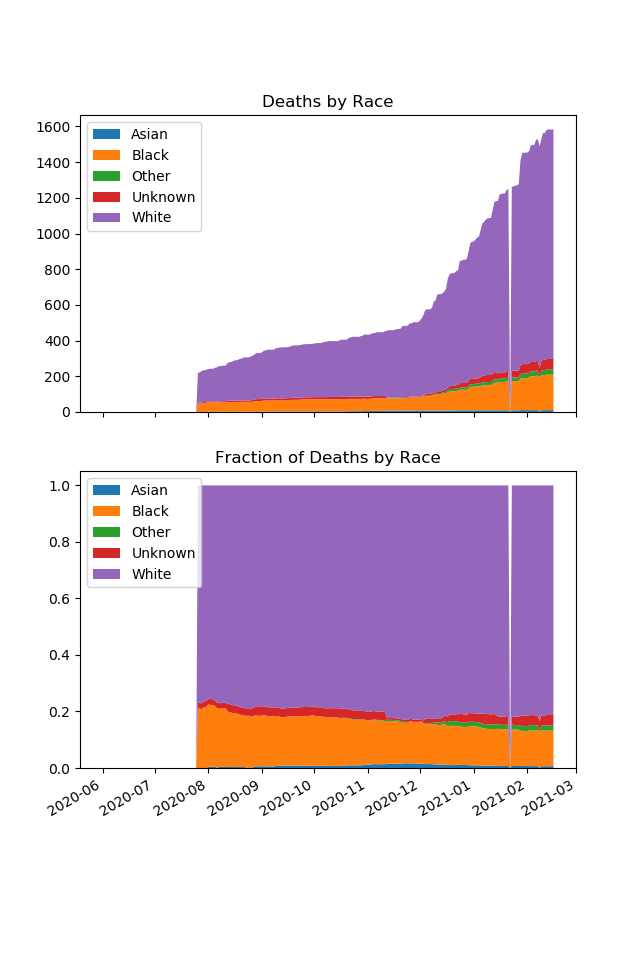 Deaths by Race
1600
1400
1200
1000
800
600
400
200
0
Asian
Black
Other
Unknown
White
Fraction of Deaths by Race
1.0
0.8
0.6
0.4
0.2
0.0
Asian
Black
Other
Unknown
White
2020-06
2020-07
2020-08
2020-09
2020-10
2020-11
2020-12
2021-01
2021-02
2021-03